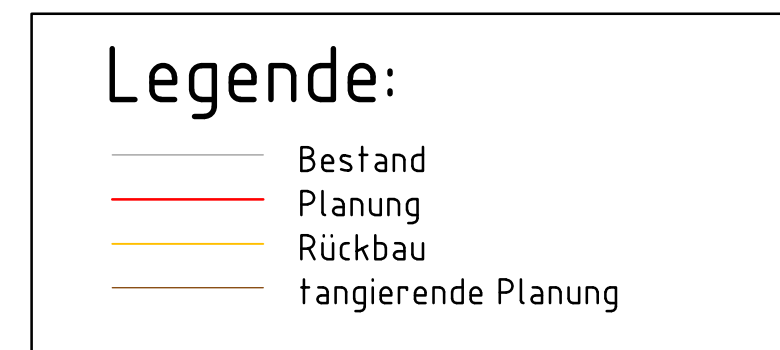 Legende:
Bestand
Planung
Rückbau
tangierende Planung